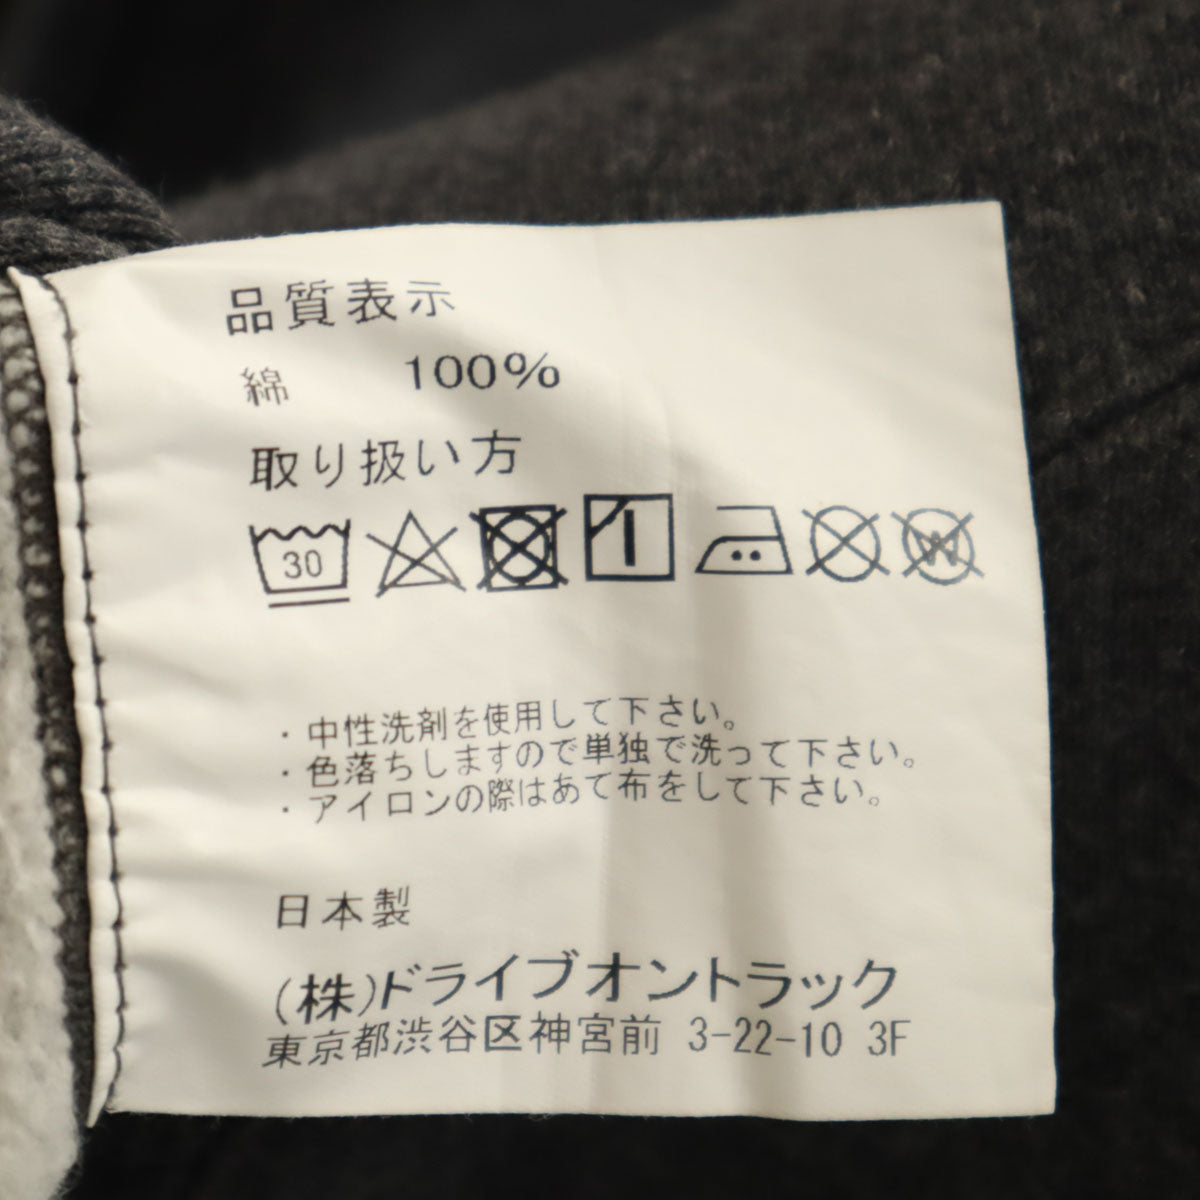 品質表示
綿 100%
取り扱い方
30 W
・中性洗剤を使用して下さい。
・色落ちしますので単独で洗って下さい。
・アイロンの際はあて布をして下さい。
日本製
(株)ドライブオントラック
東京都渋谷区神宮前 3-22-10 3F